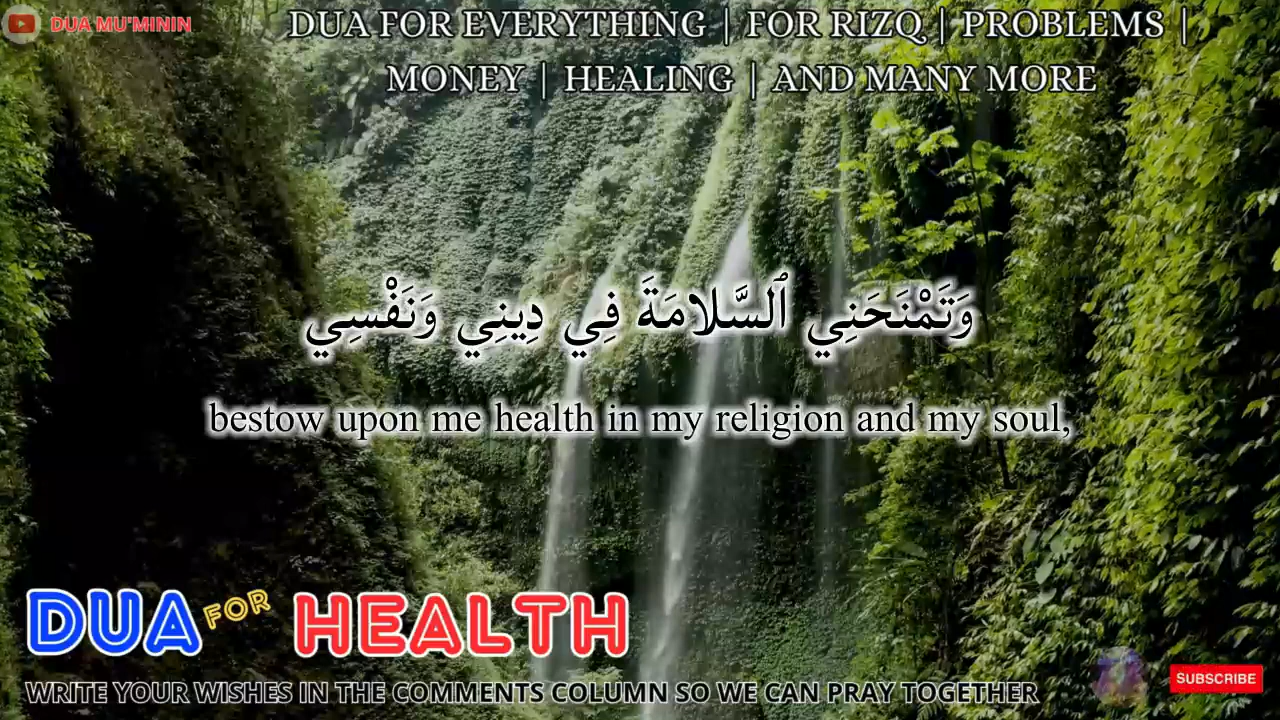 DUA MU'MININ
DUA FOR EVERYTHING | FOR RIZQ | PROBLEMS |
MONEY | HEALING | AND MANY MORE
وَتَمْنَحَنِي ٱلسَّلامَةَ فِي دِينِي وَنَفْسِي
bestow upon me health in my religion and my soul,
DUA FOR HEALTH
WRITE YOUR WISHES IN THE COMMENTS COLUMN SO WE CAN PRAY TOGETHER
SUBSCRIBE